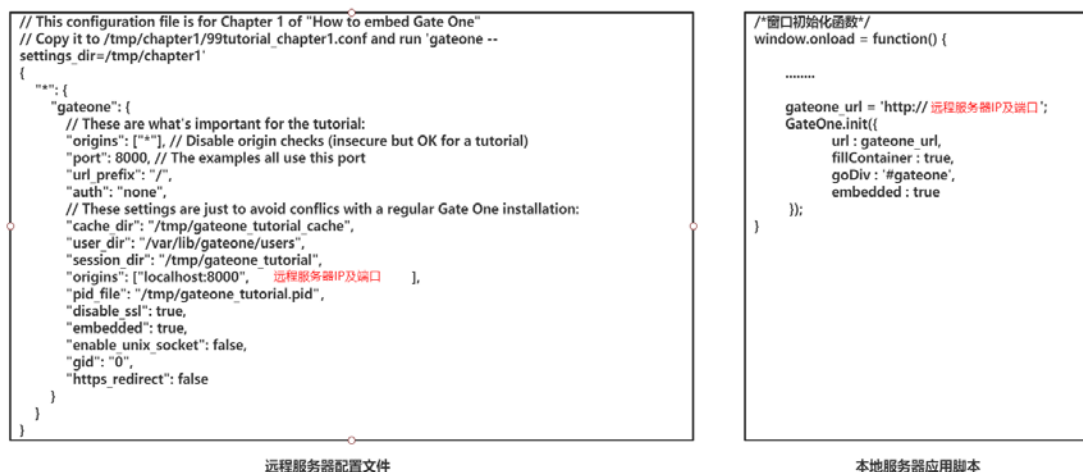 // This configuration file is for Chapter 1 of "How to embed Gate One"
// Copy it to /tmp/chapter1/99tutorial_chapter1.conf and run 'gateone --
settings_dir=/tmp/chapter1'
{
"*": {
"gateone": {
// These are what's important for the tutorial:
"origins": ["*"], // Disable origin checks (insecure but OK for a tutorial)
"port": 8000, // The examples all use this port
"url_prefix": "/",
"auth": "none",
// These settings are just to avoid conflics with a regular Gate One installation:
"cache_dir": "/tmp/gateone_tutorial_cache",
"user_dir": "/var/lib/gateone/users",
"session_dir": "/tmp/gateone_tutorial",
"origins": ["localhost:8000", 远程服务器IP及端口 ],
"pid_file": "/tmp/gateone_tutorial.pid",
"disable_ssl": true,
"embedded": true,
"enable_unix_socket": false,
"gid": "0",
"https_redirect": false
}
}
}
远程服务器配置文件
/*窗口初始化函数*/
window.onload = function() {
........
gateone_url = 'http:// 远程服务器IP及端口';
GateOne.init({
url : gateone_url,
fillContainer : true,
goDiv : '#gateone',
embedded : true
});
}
本地服务器应用脚本